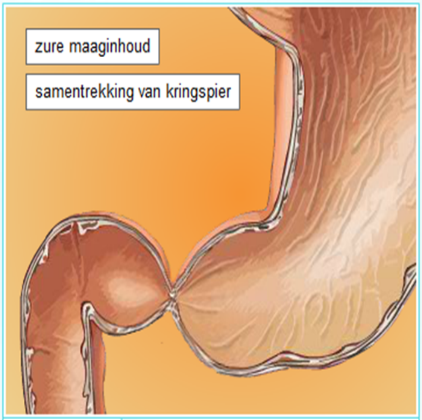 zure maaginhoud
samentrekking van kringspier